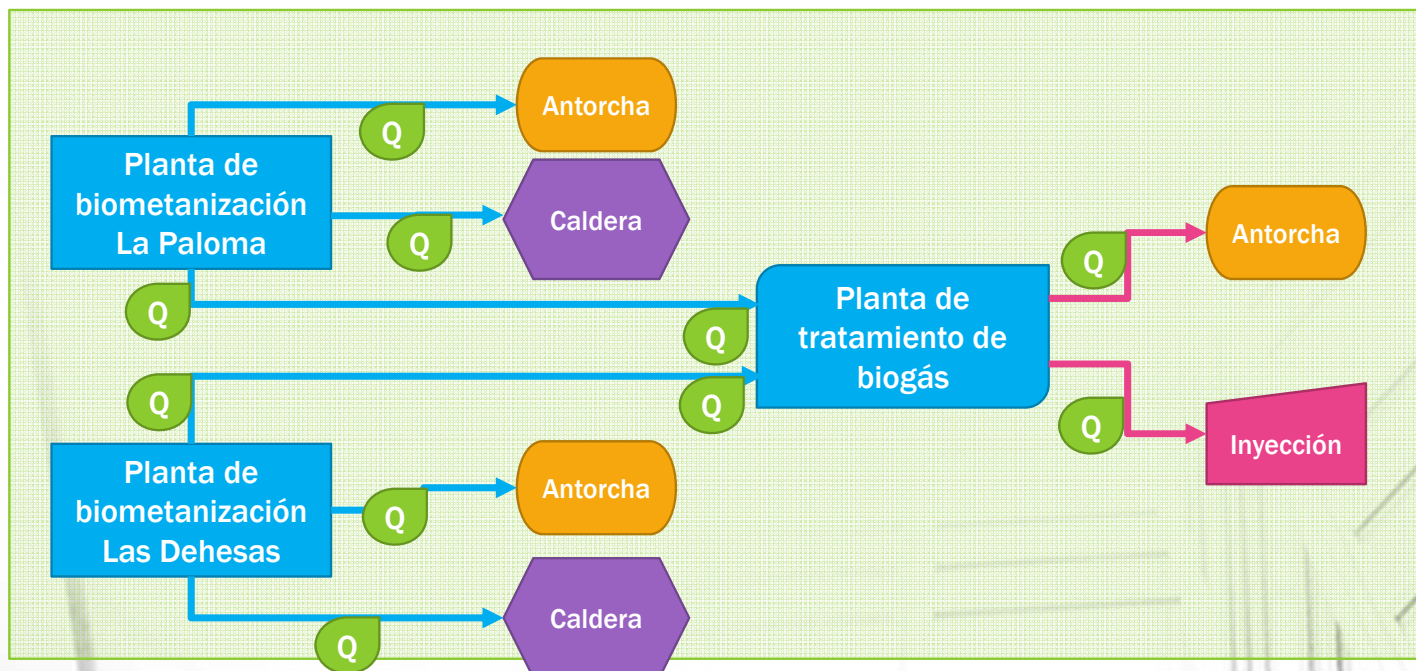 Antorcha
Q
Planta de
biometanización
La Paloma
Caldera
Q
Antorcha
Q
Q
Planta de
tratamiento de
biogás
Q
Q
Q
Q
Inyección
Planta de
biometanización
Las Dehesas
Antorcha
Q
Caldera
Q